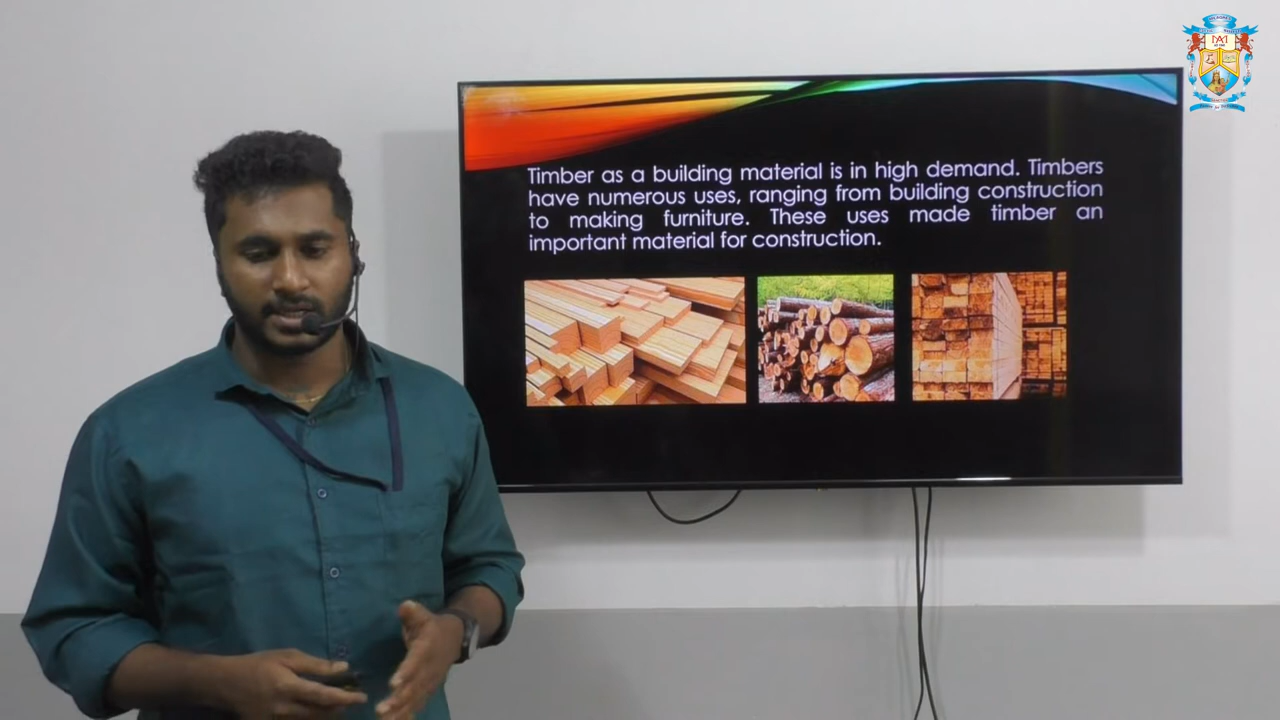 Timber as a building material is in high demand. Timbers
have numerous uses, ranging from building construction
to making furniture. These uses made timber an
important material for construction.